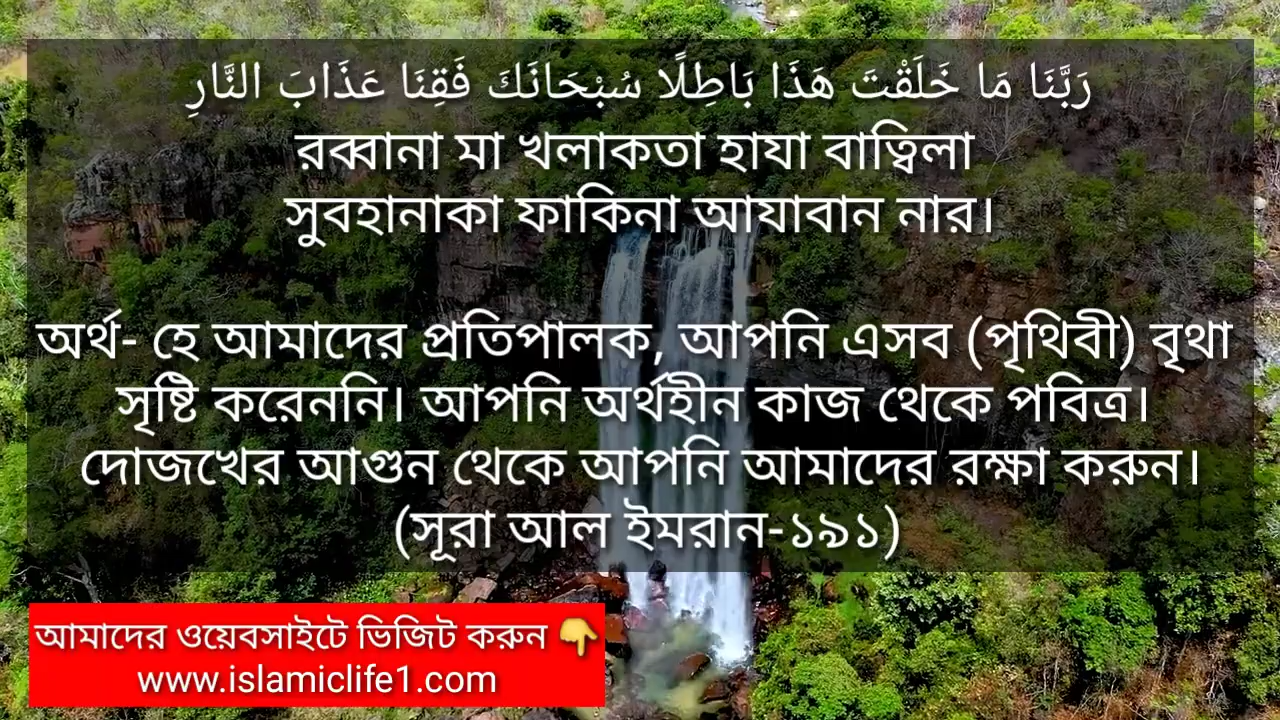 رَبَّنَا مَا خَلَقْتَ هَذَا بَاطِلًا سُبْحَانَكَ فَقِنَا عَذَابَ النَّارِ
রব্বানা মা খলাকতা হাযা বাত্বিলা
সুবহানাকা ফাকিনা আযাবান নার।
অর্থ- হে আমাদের প্রতিপালক, আপনি এসব (পৃথিবী) বৃথা
সৃষ্টি করেননি। আপনি অর্থহীন কাজ থেকে পবিত্র।
দোজখের আগুন থেকে আপনি আমাদের রক্ষা করুন।
(সূরা আল ইমরান-১৯১)
আমাদের ওয়েবসাইটে ভিজিট করুন 👇
www.islamiclife1.com